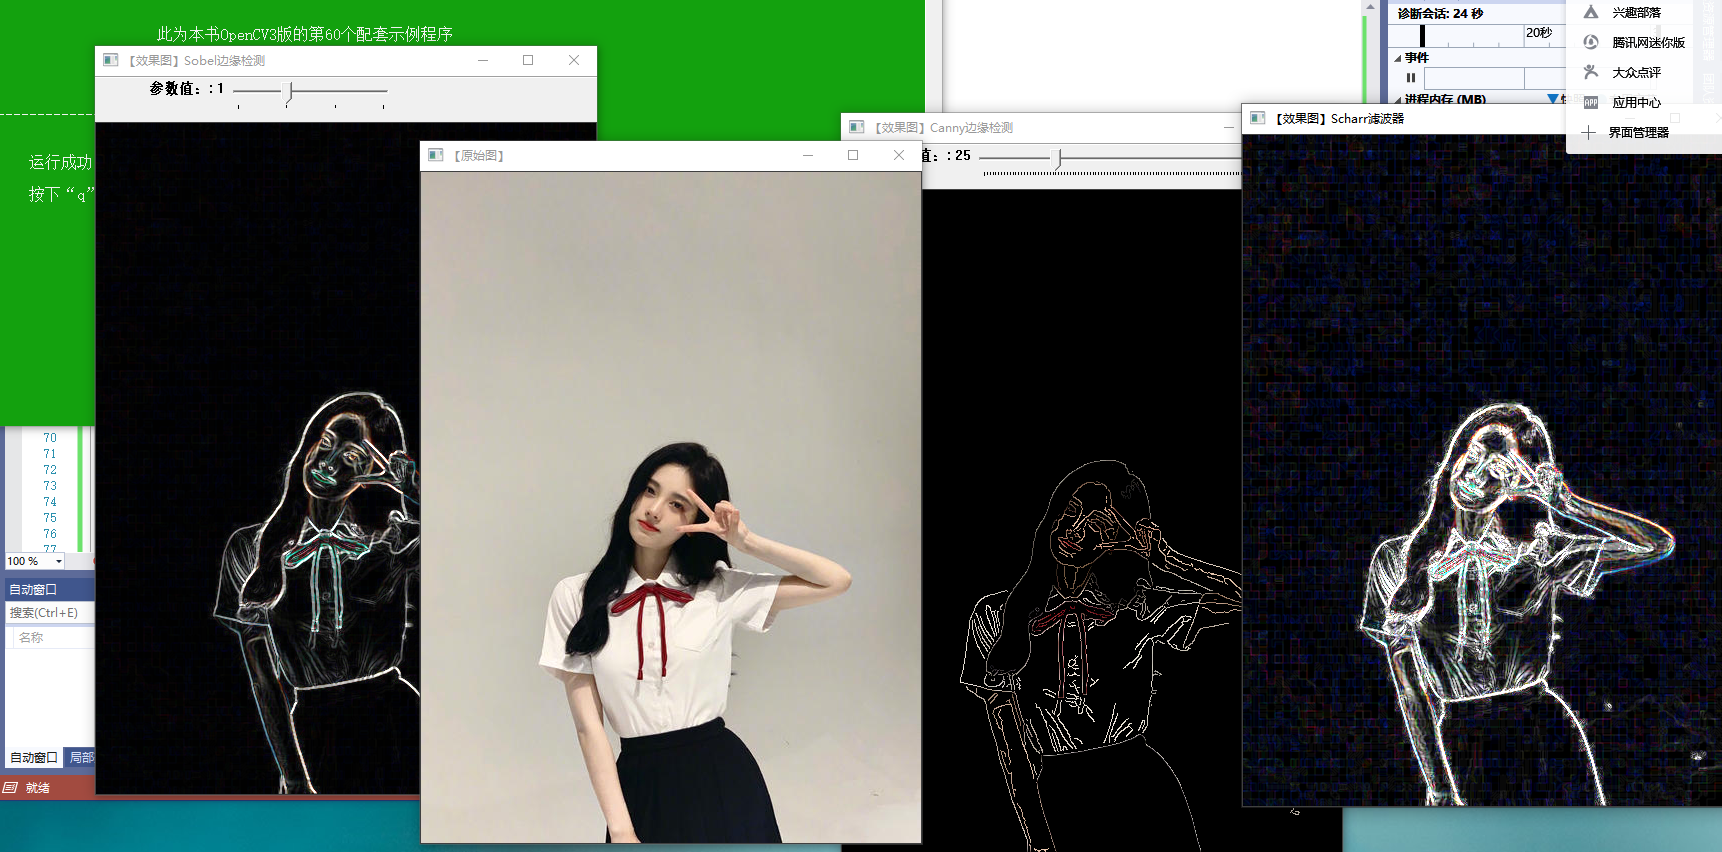 此为本书OpenCV3版的第60个配套示例程序
运行成功
按下“q”
【效果图】Sobel边缘检测
参数值：: 1
【原始图】
【效果图】Canny边缘检测
值：: 25
【效果图】Scharr滤波器
诊断会话: 24 秒
20秒
事件
进程内存 (MB)
兴趣部落
腾讯网迷你版
大众点评
APP
应用中心
界面管理器
70
71
72
73
74
75
76
77
100 %
自动窗口
搜索(Ctrl+E)
名称
自动窗口
局部
就绪